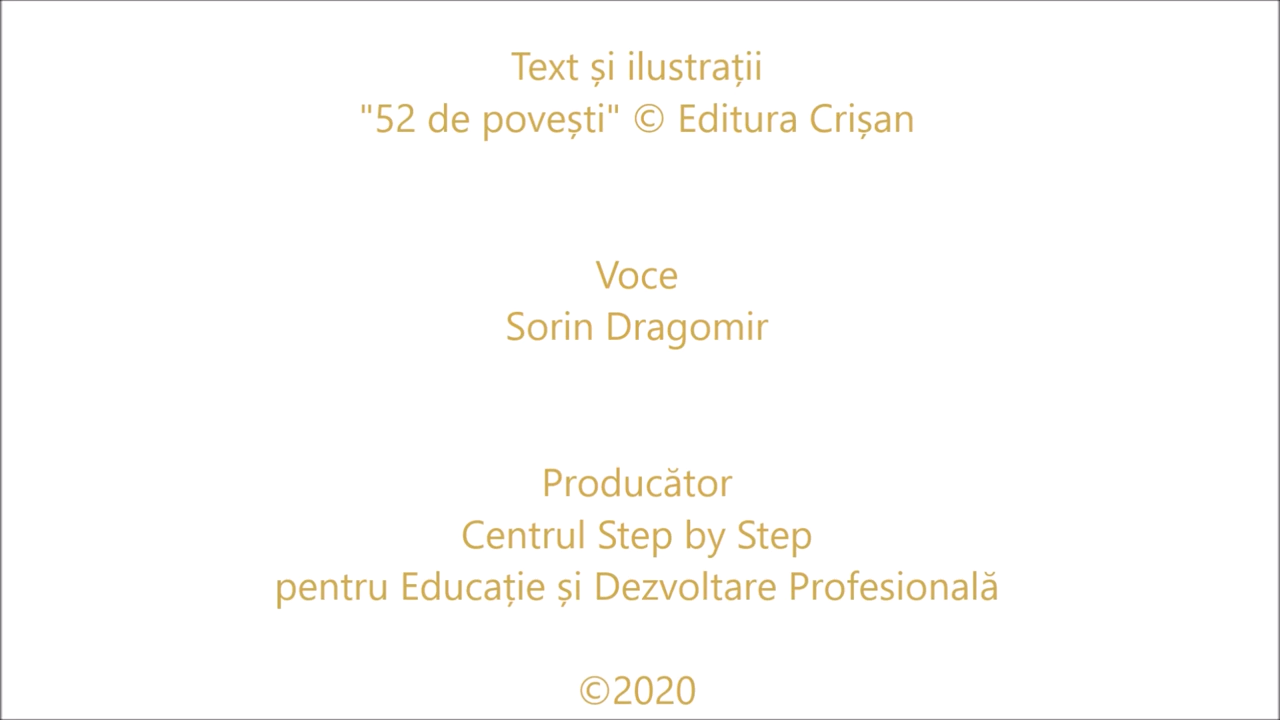 Text și ilustrații
"52 de povești" © Editura Crișan
Voce
Sorin Dragomir
Producător
Centrul Step by Step
pentru Educație și Dezvoltare Profesională
©2020